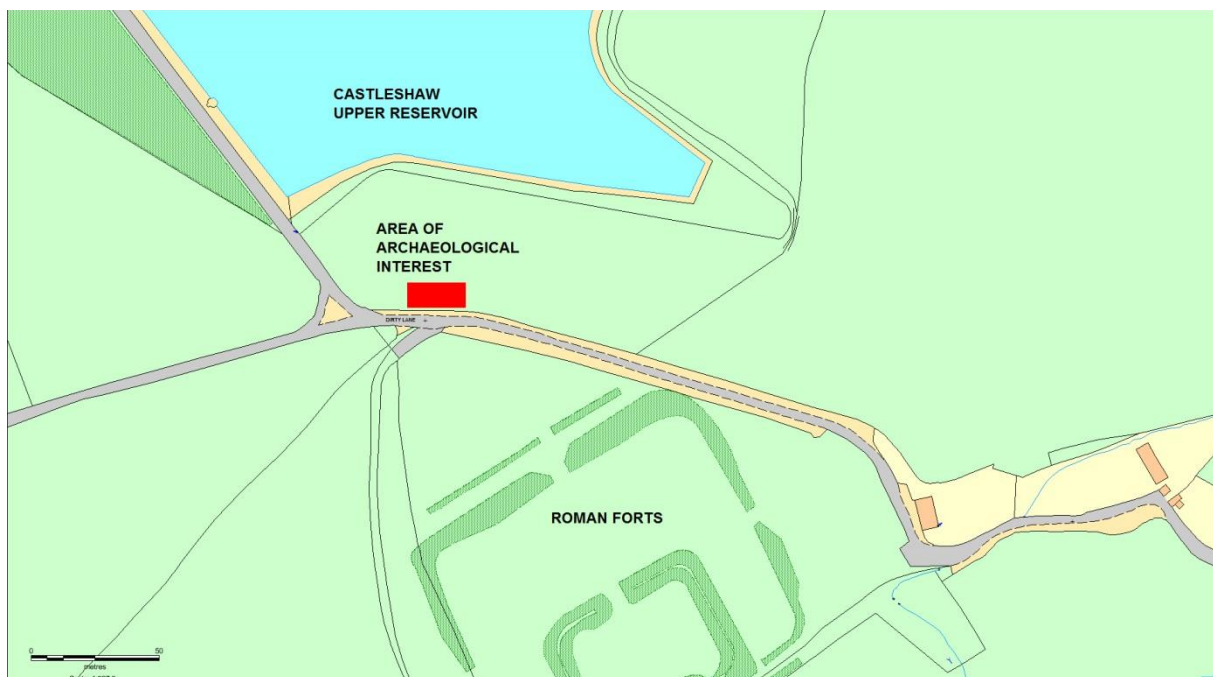 CASTLESHAW
UPPER RESERVOIR
AREA OF
ARCHAEOLOGICAL
INTEREST
DIRTY LANE
ROMAN FORTS
0 50
metres